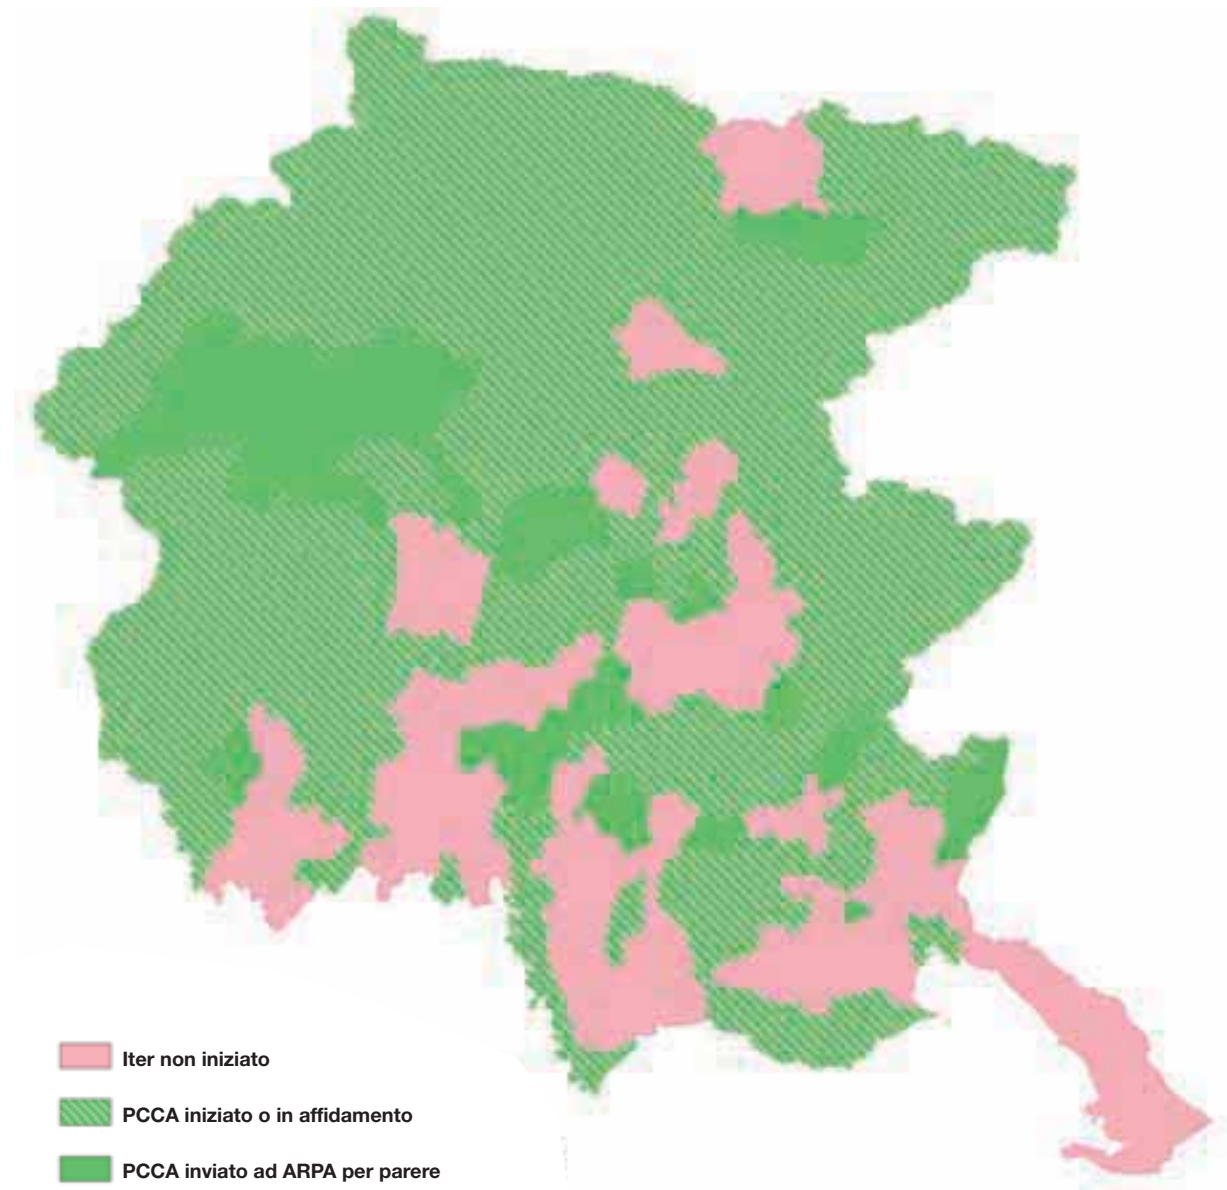 Iter non iniziato
PCCA iniziato o in affidamento
PCCA inviato ad ARPA per parere